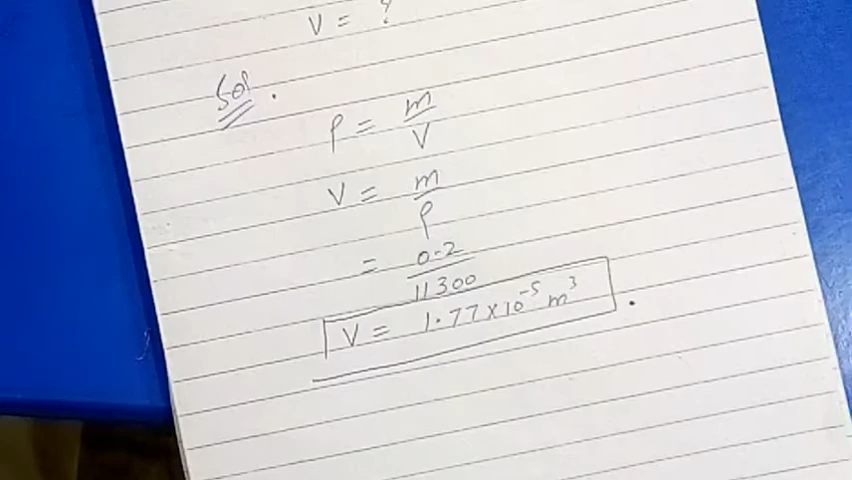 V = ?
Sol.
ρ = m/V
V = m/ρ
= 0.2/11300
V = 1.77×10⁻⁵ m³.